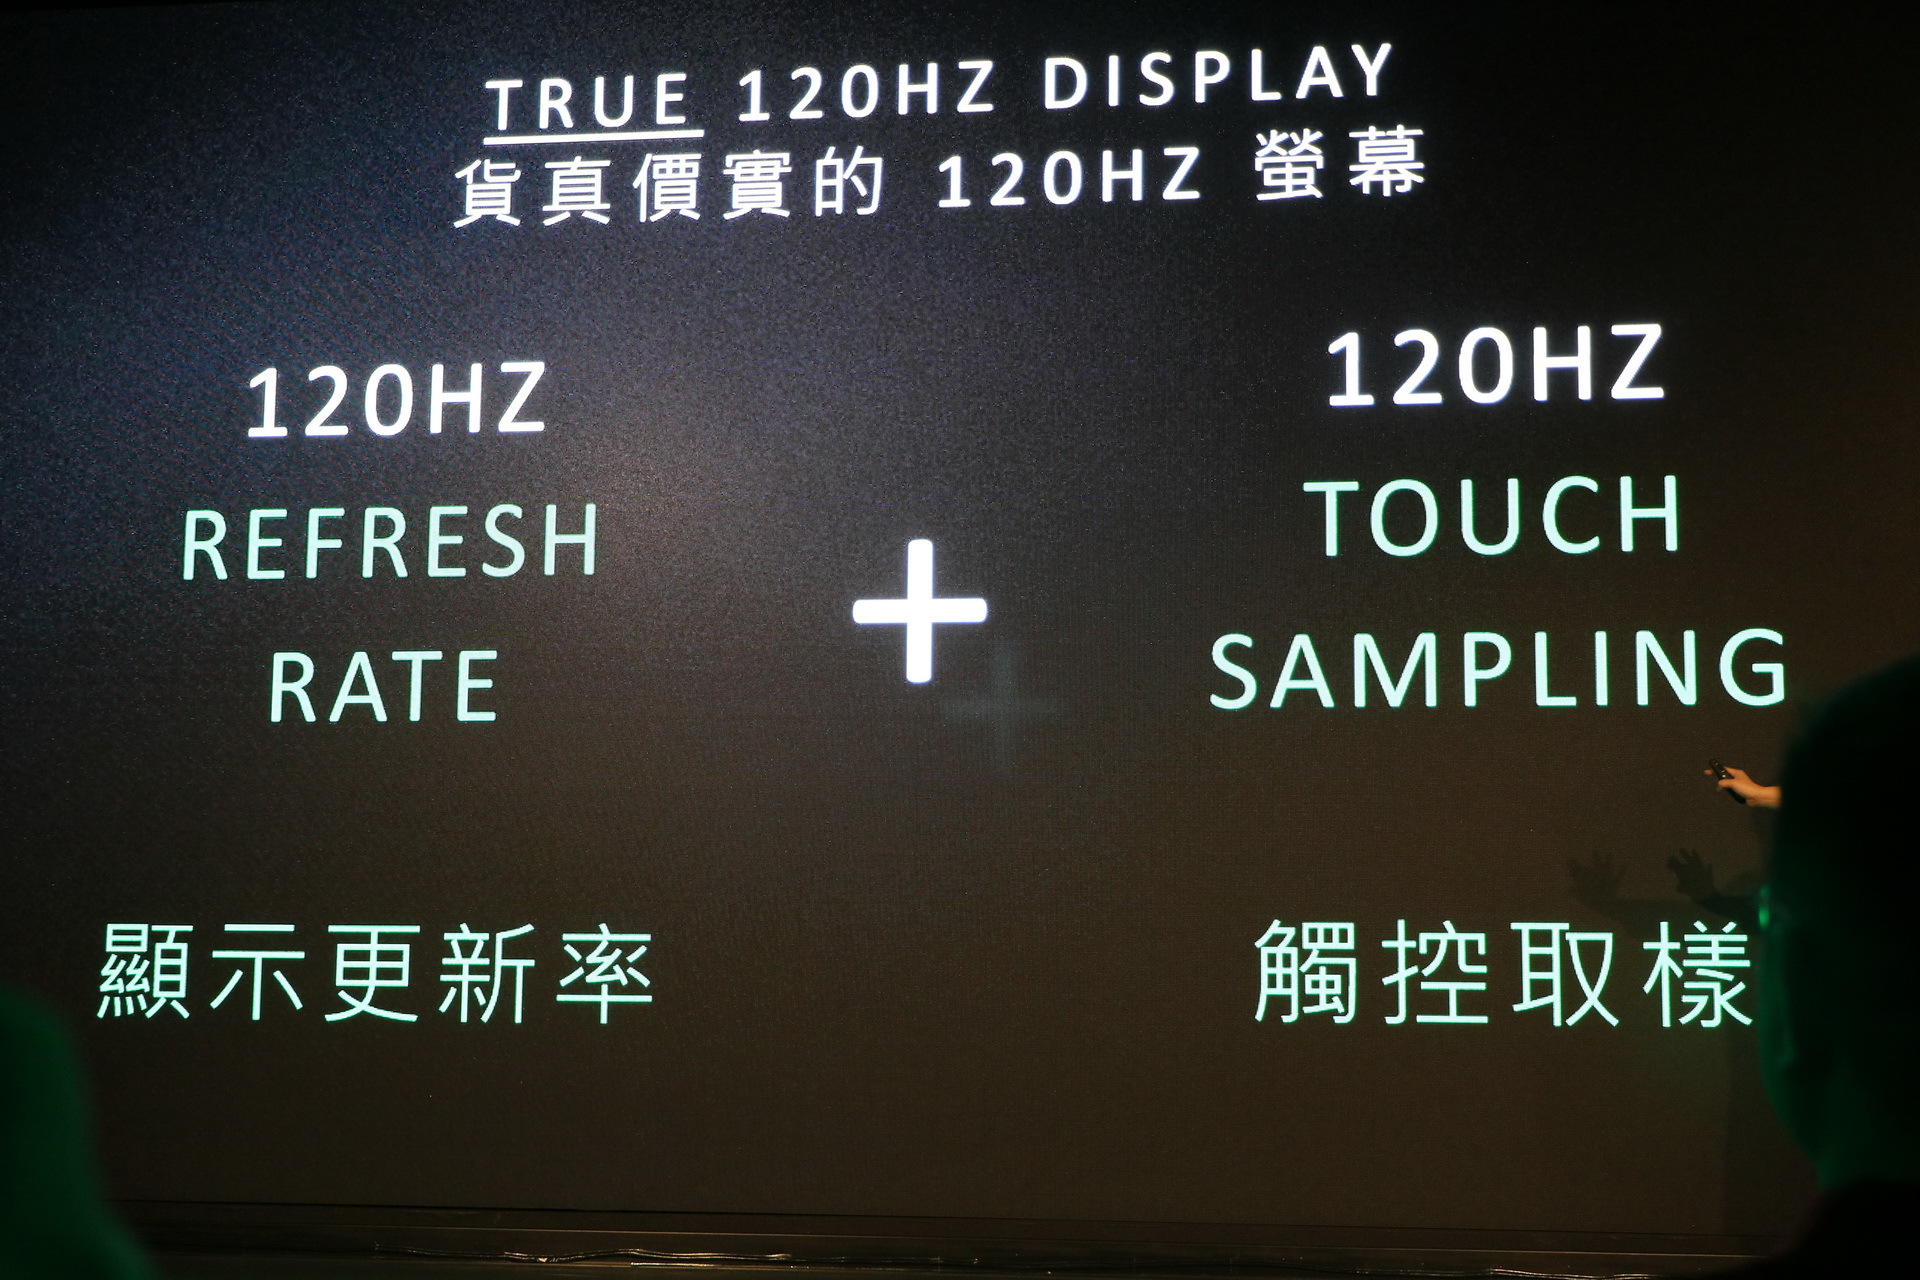 TRUE 120HZ DISPLAY
貨真價實的 120HZ 螢幕
120HZ
REFRESH
RATE
顯示更新率
+
120HZ
TOUCH
SAMPLING
觸控取樣